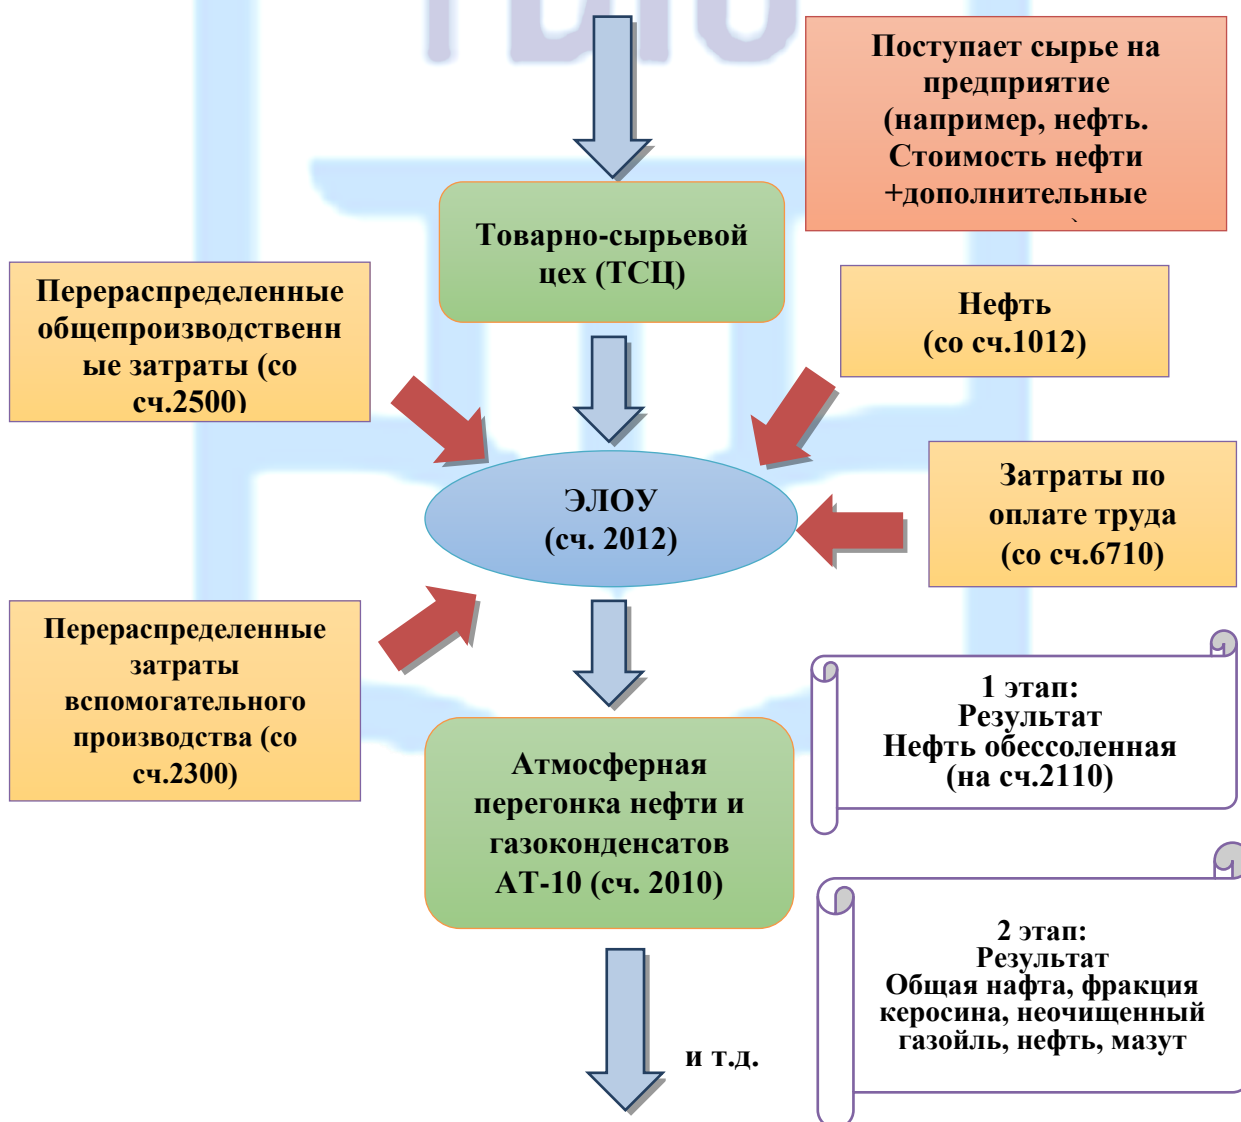 Поступает сырье на
предприятие
(например, нефть.
Стоимость нефти
+дополнительные
Товарно-сырьевой
цех (ТСЦ)
Перераспределенные
общепроизводственн
ые затраты (со
сч.2500)
Нефть
(со сч.1012)
ЭЛОУ
(сч. 2012)
Затраты по
оплате труда
(со сч.6710)
Перераспределенные
затраты
вспомогательного
производства (со
сч.2300)
1 этап:
Результат
Нефть обессоленная
(на сч.2110)
Атмосферная
перегонка нефти и
газоконденсатов
АТ-10 (сч. 2010)
2 этап:
Результат
Общая нафта, фракция
керосина, неочищенный
газойль, нефть, мазут
и т.д.